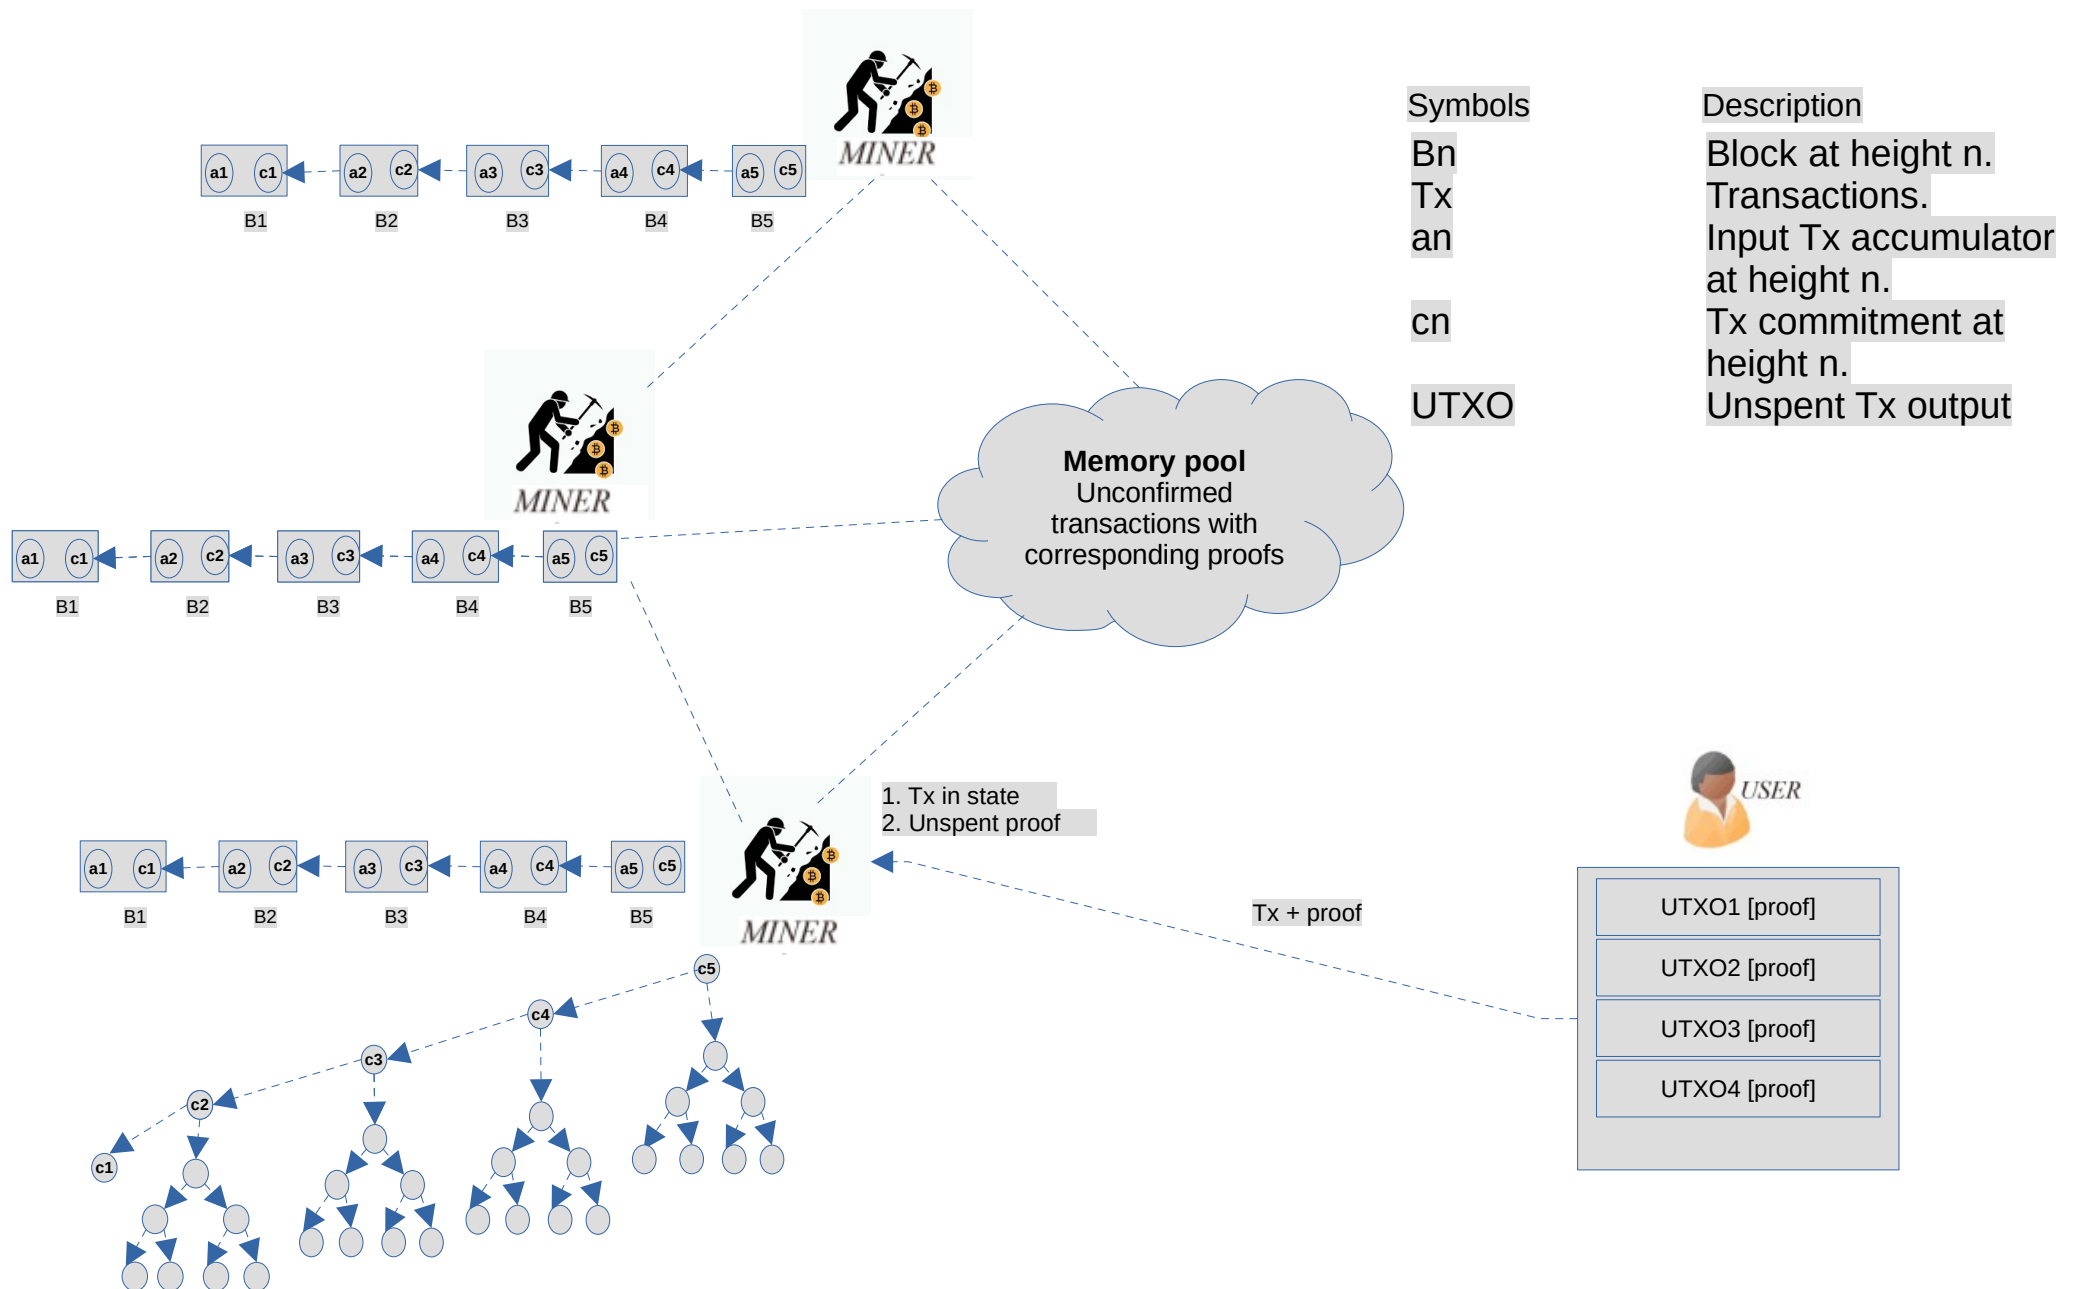 MINER
a1 c1 a2 c2 a3 c3 a4 c4 a5 c5
B1 B2 B3 B4 B5
Symbols Description
Bn Block at height n.
Tx Transactions.
an Input Tx accumulator
at height n.
cn Tx commitment at
height n.
UTXO Unspent Tx output
MINER
a1 c1 a2 c2 a3 c3 a4 c4 a5 c5
B1 B2 B3 B4 B5
Memory pool
Unconfirmed
transactions with
corresponding proofs
1. Tx in state
2. Unspent proof
MINER
a1 c1 a2 c2 a3 c3 a4 c4 a5 c5
B1 B2 B3 B4 B5
Tx + proof
USER
UTXO1 [proof]
UTXO2 [proof]
UTXO3 [proof]
UTXO4 [proof]
c5
c4
c3
c2
c1